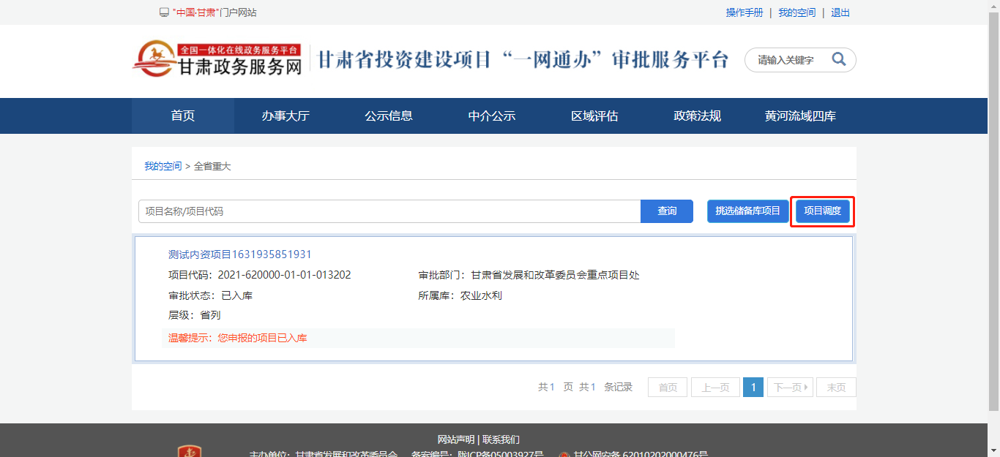 "中国·甘肃"门户网站 操作手册 | 我的空间 | 退出
全国一体化在线政务服务平台
甘肃政务服务网
甘肃省投资建设项目“一网通办”审批服务平台
请输入关键字
首页 办事大厅 公示信息 中介公示 区域评估 政策法规 黄河流域四库
我的空间 > 全省重大
项目名称/项目代码 查询 挑选储备库项目 项目调度
测试内资项目1631935851931
项目代码：2021-620000-01-01-013202 审批部门：甘肃省发展和改革委员会重点项目处
审批状态：已入库 所属库：农业水利
层级：省列
温馨提示：您申报的项目已入库
共1 页 共1 条记录 首页 上一页 1 下一页 末页
网站声明 | 联系我们
主办单位：甘肃省发展和改革委员会 备案编号：陇ICP备05003927号 甘公网安备 62010202000476号